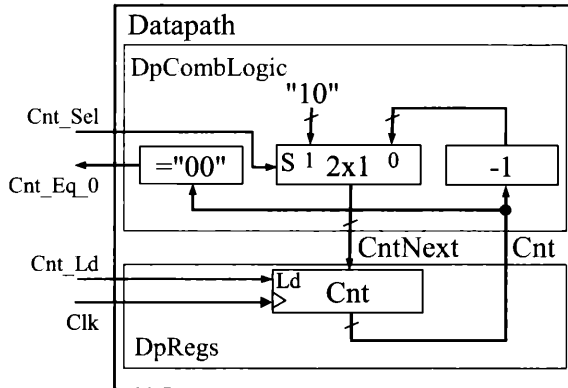 Datapath
DpCombLogic
"10"
Cnt_Sel
S 1 2x1 0
="00"
-1
Cnt_Eq_0
CntNext Cnt
Cnt_Ld
Ld
Cnt
Clk
DpRegs